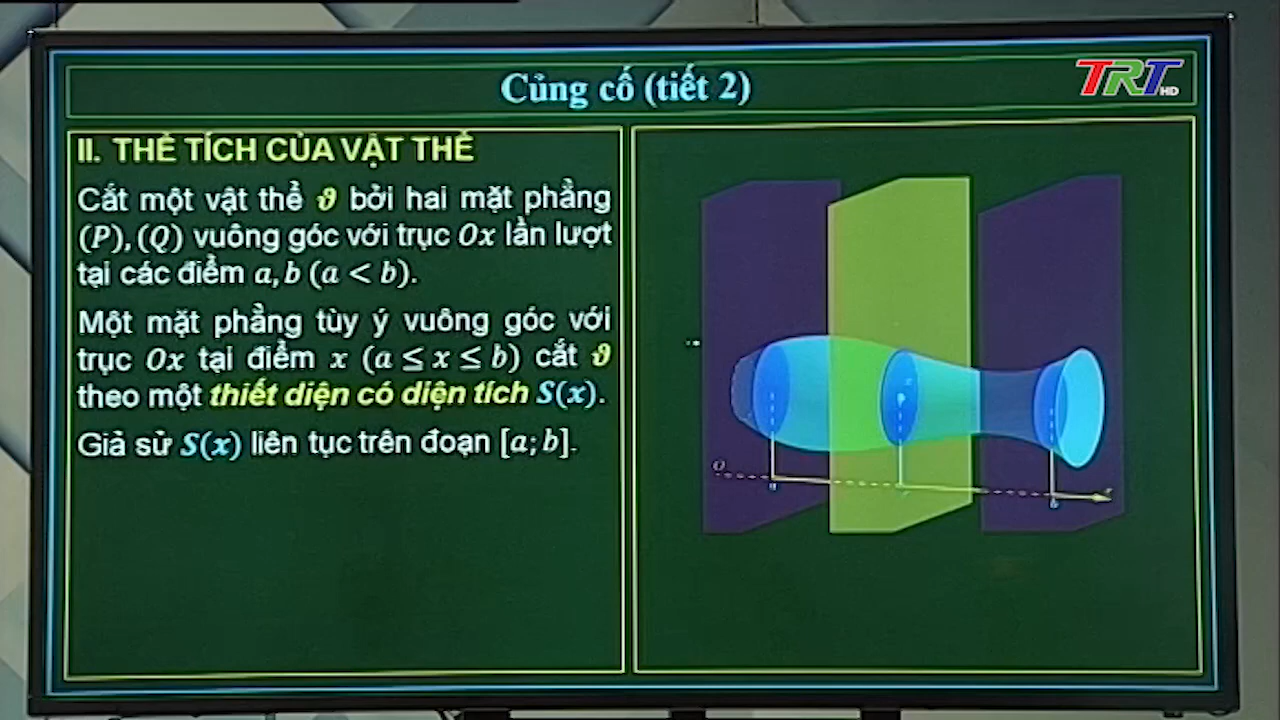 Củng cố (tiết 2)
TRT HD
II. THỂ TÍCH CỦA VẬT THỂ
Cắt một vật thể 𝜗 bởi hai mặt phẳng
(P), (Q) vuông góc với trục Ox lần lượt
tại các điểm a, b (a < b).
Một mặt phẳng tùy ý vuông góc với
trục Ox tại điểm x (a ≤ x ≤ b) cắt 𝜗
theo một thiết diện có diện tích S(x).
Giả sử S(x) liên tục trên đoạn [a; b].
O